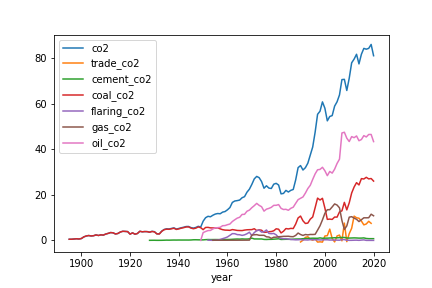 co2
trade_co2
cement_co2
coal_co2
flaring_co2
gas_co2
oil_co2
80
60
40
20
0
1900 1920 1940 1960 1980 2000 2020
year